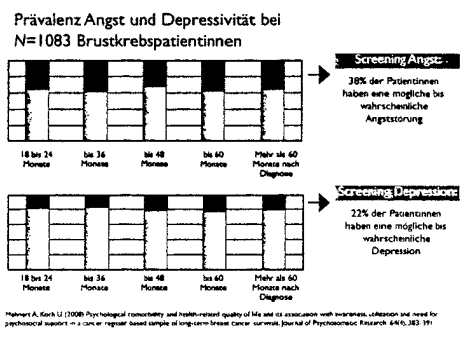 Prävalenz Angst und Depressivität bei
N=1083 Brustkrebspatientinnen
Screening Angst:
38% der Patientinnen
haben eine mögliche bis
wahrschenliche
Angststörung
18 bis 24 Monate
bis 36 Monate
bis 48 Monate
bis 60 Monate
Mehr als 60 Monate nach Diagnose
Screening Depression:
22% der Patientinnen
haben eine mögliche bis
wahrschenliche
Depression
18 bis 24 Monate
bis 36 Monate
bis 48 Monate
bis 60 Monate
Mehr als 60 Monate nach Diagnose
Mehnert A, Koch U (2008) Psychological comorbidity and health-related quality of life and its association with awareness, utilization and need for
psychosocial support in a cancer register based sample of long-term breast cancer survivors. Journal of Psychosomatic Research 64(4), 383-391